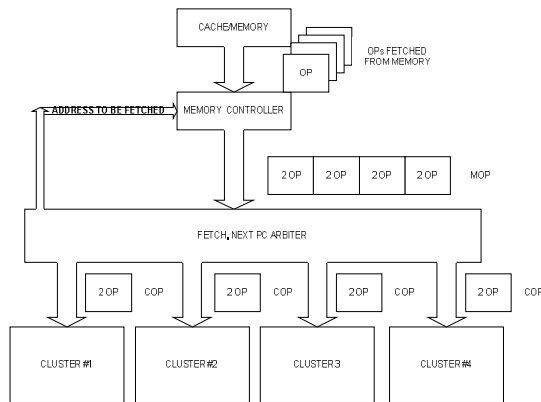 CACHE/MEMORY
OPs FETCHED
FROM MEMORY
OP
ADDRESS TO BE FETCHED
MEMORY CONTROLLER
2 OP 2 OP 2 OP 2 OP MOP
FETCH, NEXT PC ARBITER
2 OP COP 2 OP COP 2 OP COP 2 OP COP
CLUSTER #1 CLUSTER #2 CLUSTER 3 CLUSTER #4